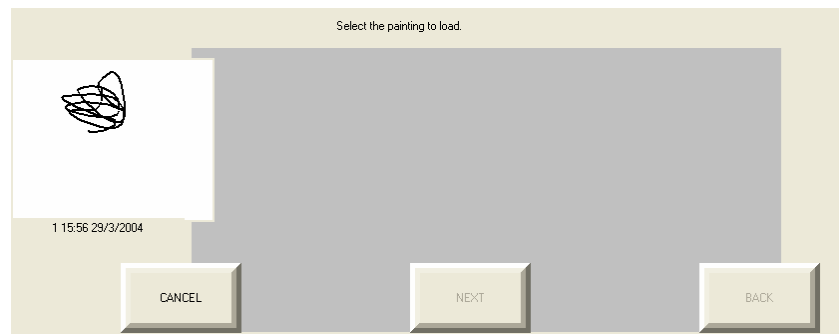 Select the painting to load.
1 15:56 29/3/2004
CANCEL
NEXT
BACK